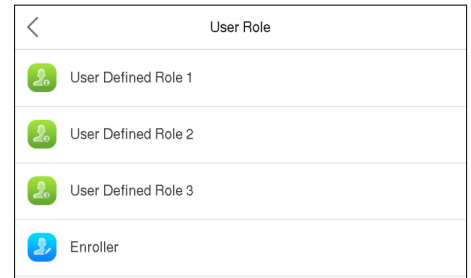 User Role
User Defined Role 1
User Defined Role 2
User Defined Role 3
Enroller